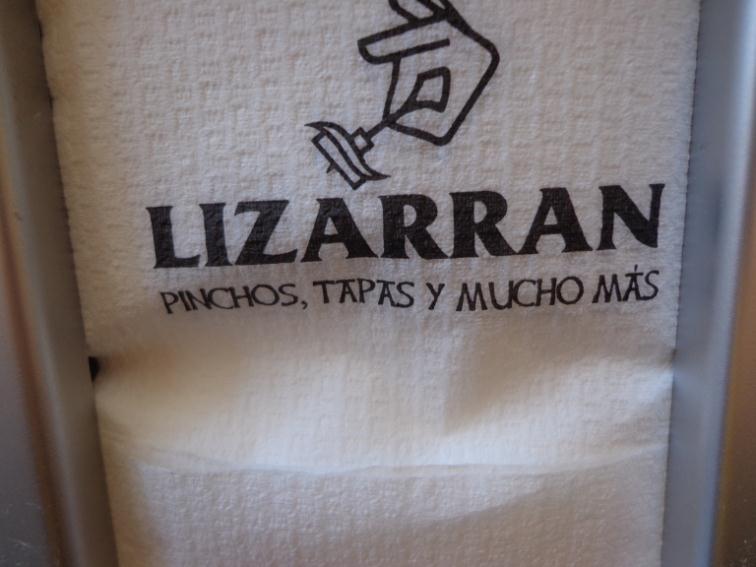 LIZARRAN
PINCHOS, TAPAS Y MUCHO MÁS